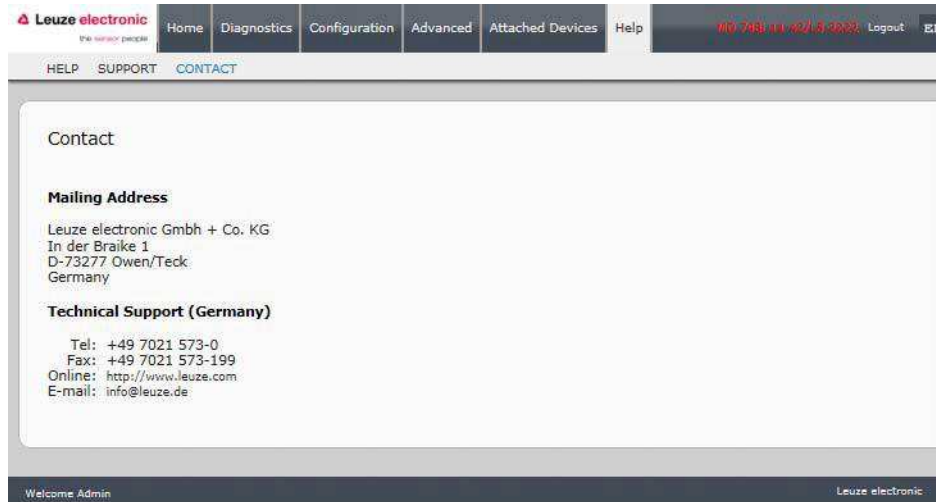 Leuze electronic
the sensor people
Home Diagnostics Configuration Advanced Attached Devices Help
Logout
HELP SUPPORT CONTACT
Contact
Mailing Address
Leuze electronic Gmbh + Co. KG
In der Braike 1
D-73277 Owen/Teck
Germany
Technical Support (Germany)
Tel: +49 7021 573-0
Fax: +49 7021 573-199
Online: http://www.leuze.com
E-mail: info@leuze.de
Welcome Admin
Leuze electronic